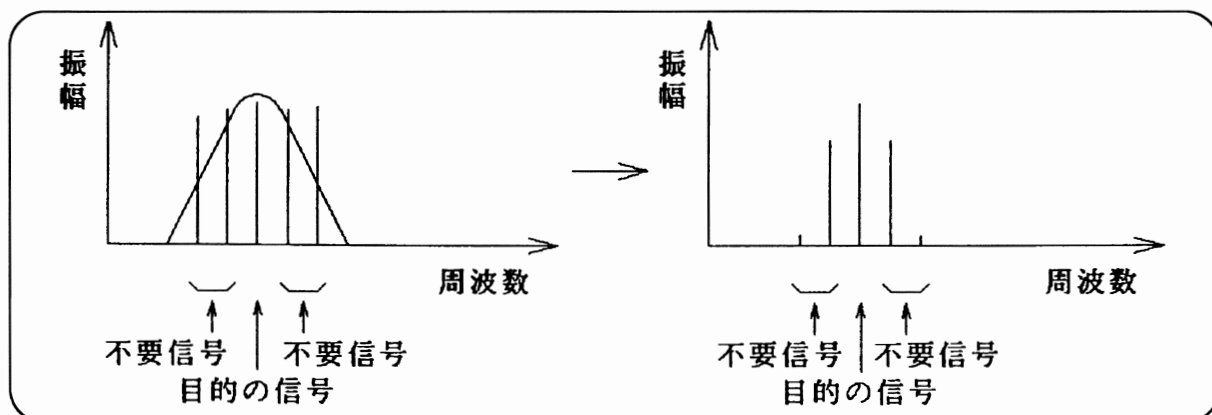 振幅
周波数
不要信号
不要信号
目的の信号
振幅
周波数
不要信号
不要信号
目的の信号